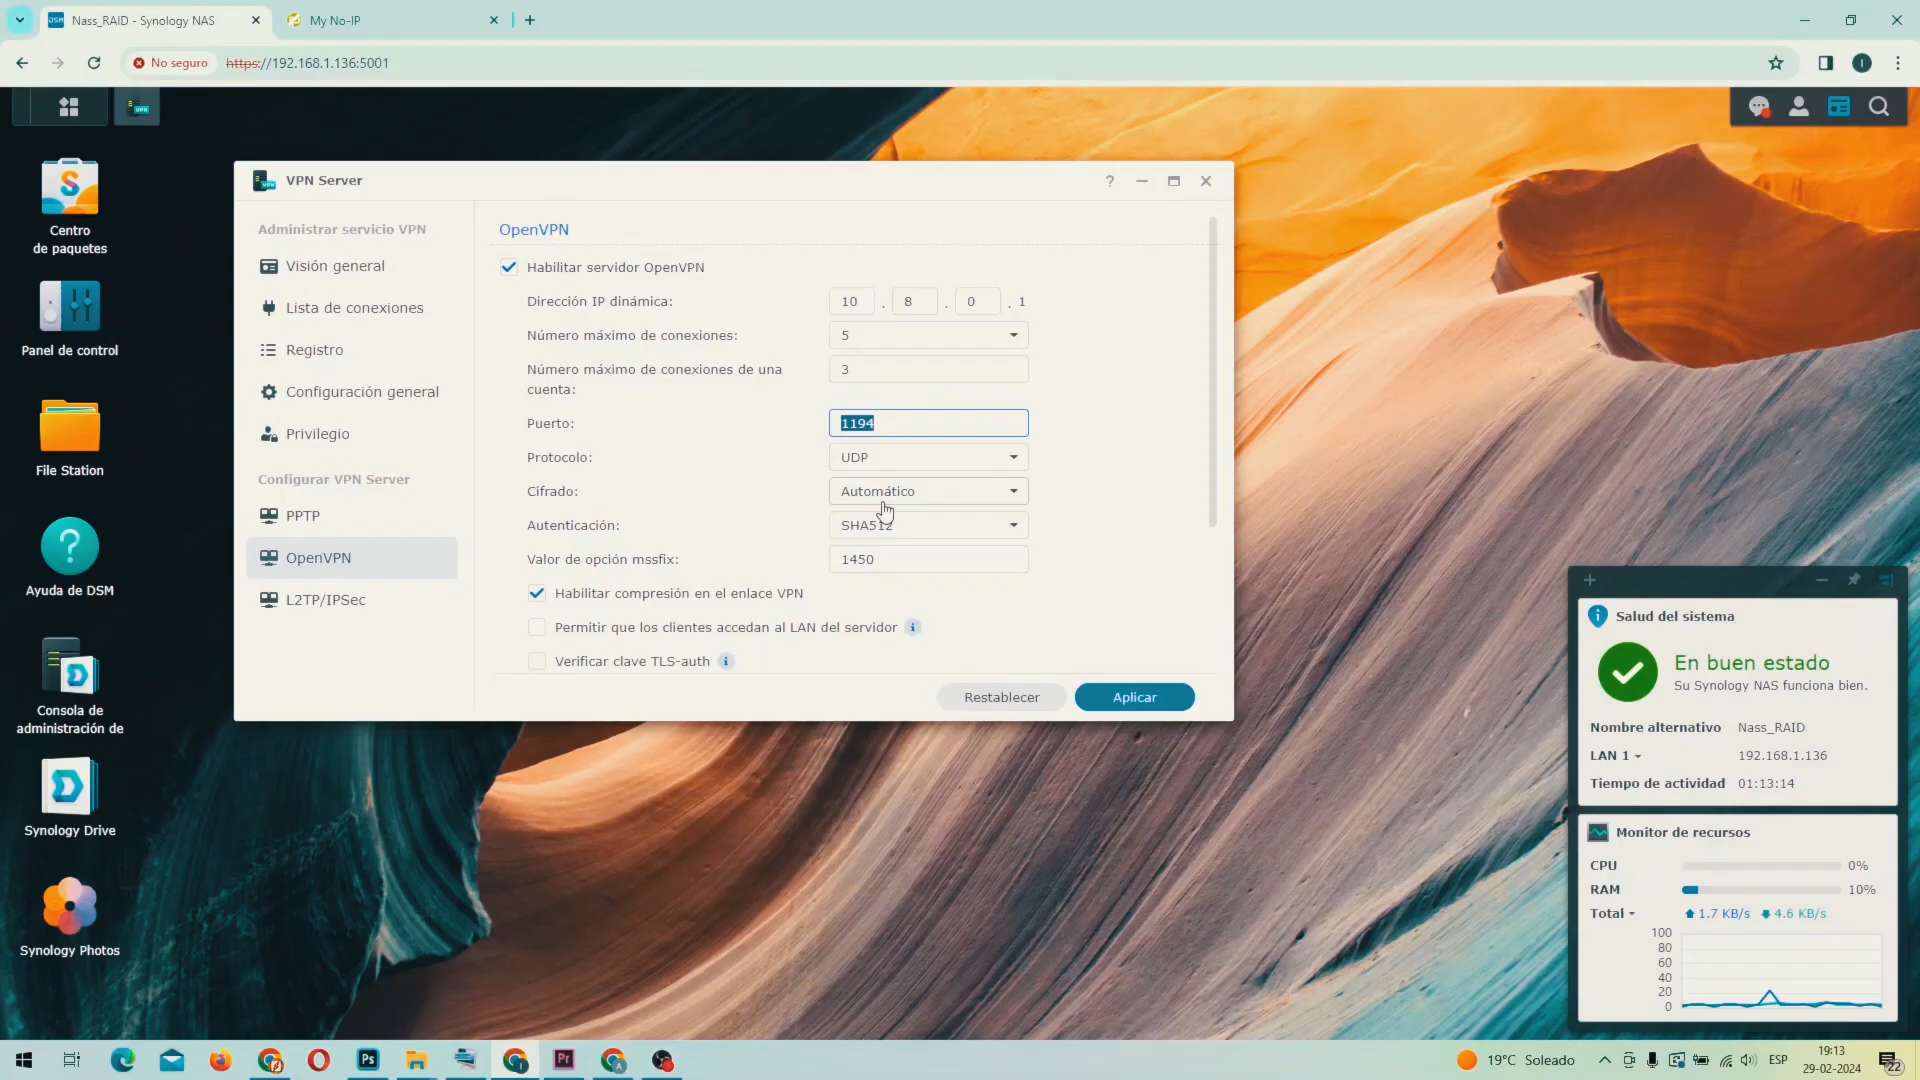 Nass_RAID - Synology NAS
My No-IP
No seguro
https://192.168.1.136:5001
Centro
de paquetes
Panel de control
File Station
Ayuda de DSM
Consola de
administración de
Synology Drive
Synology Photos
VPN Server
Administrar servicio VPN
Visión general
Lista de conexiones
Registro
Configuración general
Privilegio
Configurar VPN Server
PPTP
OpenVPN
L2TP/IPSec
OpenVPN
Habilitar servidor OpenVPN
Dirección IP dinámica: 10 . 8 . 0 . 1
Número máximo de conexiones: 5
Número máximo de conexiones de una
cuenta: 3
Puerto: 1194
Protocolo: UDP
Cifrado: Automático
Autenticación: SHA512
Valor de opción mssfix: 1450
Habilitar compresión en el enlace VPN
Permitir que los clientes accedan al LAN del servidor
Verificar clave TLS-auth
Restablecer
Aplicar
Salud del sistema
En buen estado
Su Synology NAS funciona bien.
Nombre alternativo Nass_RAID
LAN 1 192.168.1.136
Tiempo de actividad 01:13:14
Monitor de recursos
CPU 0%
RAM 10%
Total 1.7 KB/s 4.6 KB/s
100
80
60
40
20
0
19°C Soleado
ESP
19:13
29-02-2024
22